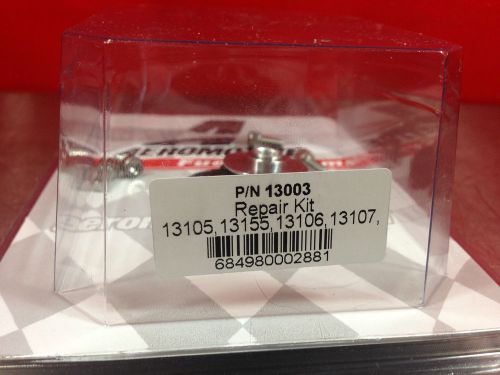 AEROMOTIVE
P/N 13003
Repair Kit
13105,13155,13106,13107,
684980002881